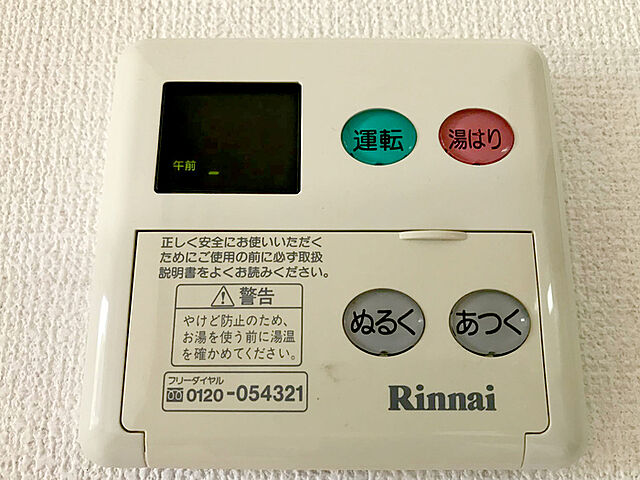 午前
運転
湯はり
正しく安全にお使いいただく
ためにご使用の前に必ず取扱
説明書をよくお読みください。
警告
やけど防止のため、
お湯を使う前に湯温
を確かめてください。
フリーダイヤル
0120-054321
ぬるく
あつく
Rinnai